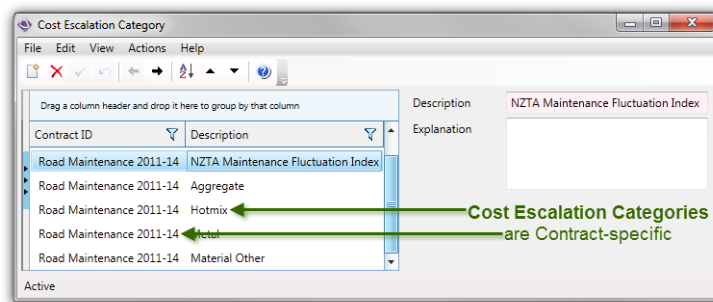 Cost Escalation Category
File Edit View Actions Help
Drag a column header and drop it here to group by that column
Contract ID Description
Road Maintenance 2011-14 NZTA Maintenance Fluctuation Index
Road Maintenance 2011-14 Aggregate
Road Maintenance 2011-14 Hotmix
Road Maintenance 2011-14 Metal
Road Maintenance 2011-14 Material Other
Description NZTA Maintenance Fluctuation Index
Explanation
Cost Escalation Categories
are Contract-specific
Active